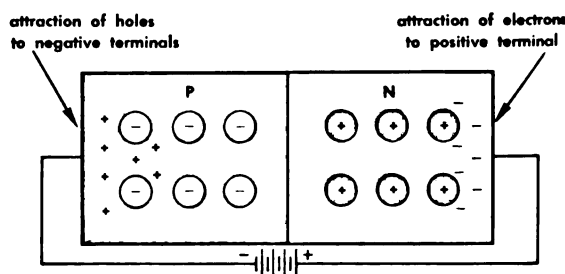 attraction of holes
to negative terminals
attraction of electrons
to positive terminal
P
N
+ − − − + + + − −
+ + +
+ − −
+ + −
+ − − − + + + −
+ −
− +